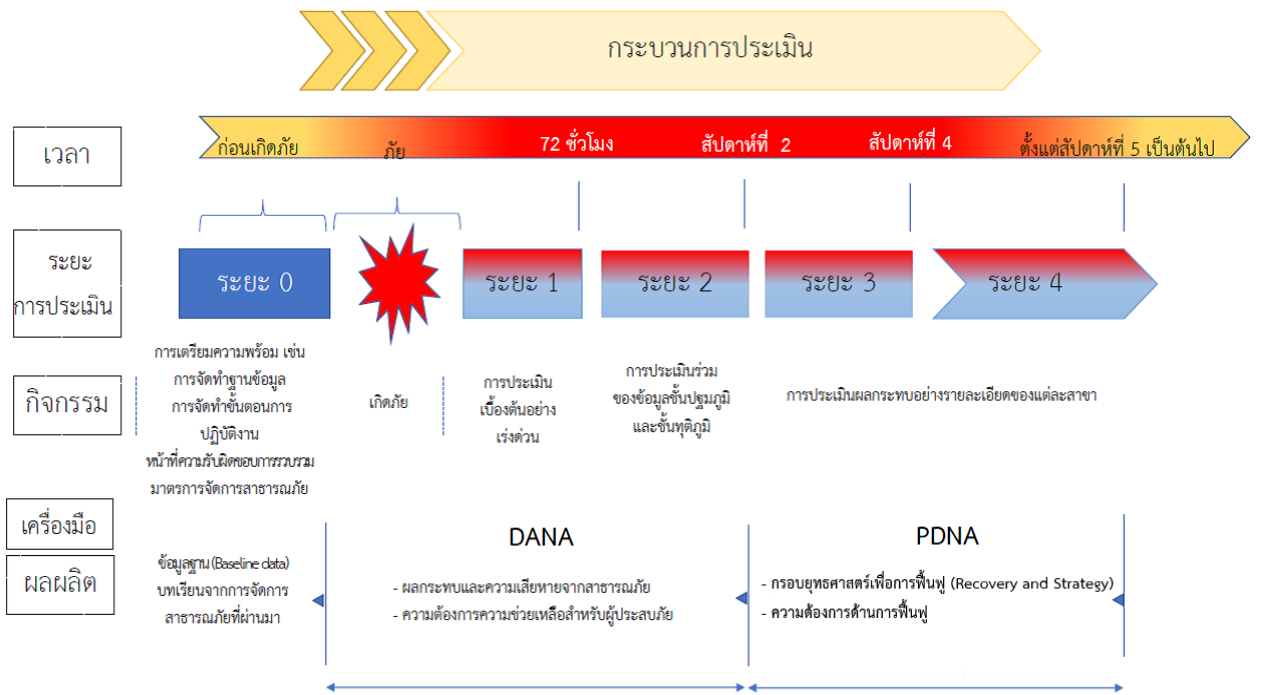 กระบวนการประเมิน
เวลา
ก่อนเกิดภัย
ภัย
72 ชั่วโมง
สัปดาห์ที่ 2
สัปดาห์ที่ 4
ตั้งแต่สัปดาห์ที่ 5 เป็นต้นไป
ระยะ
การประเมิน
ระยะ 0
ระยะ 1
ระยะ 2
ระยะ 3
ระยะ 4
กิจกรรม
การเตรียมความพร้อม เช่น
การจัดทำฐานข้อมูล
การจัดทำขั้นตอนการ
ปฏิบัติงาน
หน้าที่ความรับผิดชอบการรวบรวม
มาตรการจัดการสาธารณภัย
เกิดภัย
การประเมิน
เบื้องต้นอย่าง
เร่งด่วน
การประเมินร่วม
ของข้อมูลขั้นปฐมภูมิ
และขั้นทุติภูมิ
การประเมินผลกระทบอย่างรายละเอียดของแต่ละสาขา
เครื่องมือ
DANA
PDNA
ผลผลิต
ข้อมูลฐาน (Baseline data)
บทเรียนจากการจัดการ
สาธารณภัยที่ผ่านมา
- ผลกระทบและความเสียหายจากสาธารณภัย
- ความต้องการความช่วยเหลือสำหรับผู้ประสบภัย
- กรอบยุทธศาสตร์เพื่อการฟื้นฟู (Recovery and Strategy)
- ความต้องการด้านการฟื้นฟู